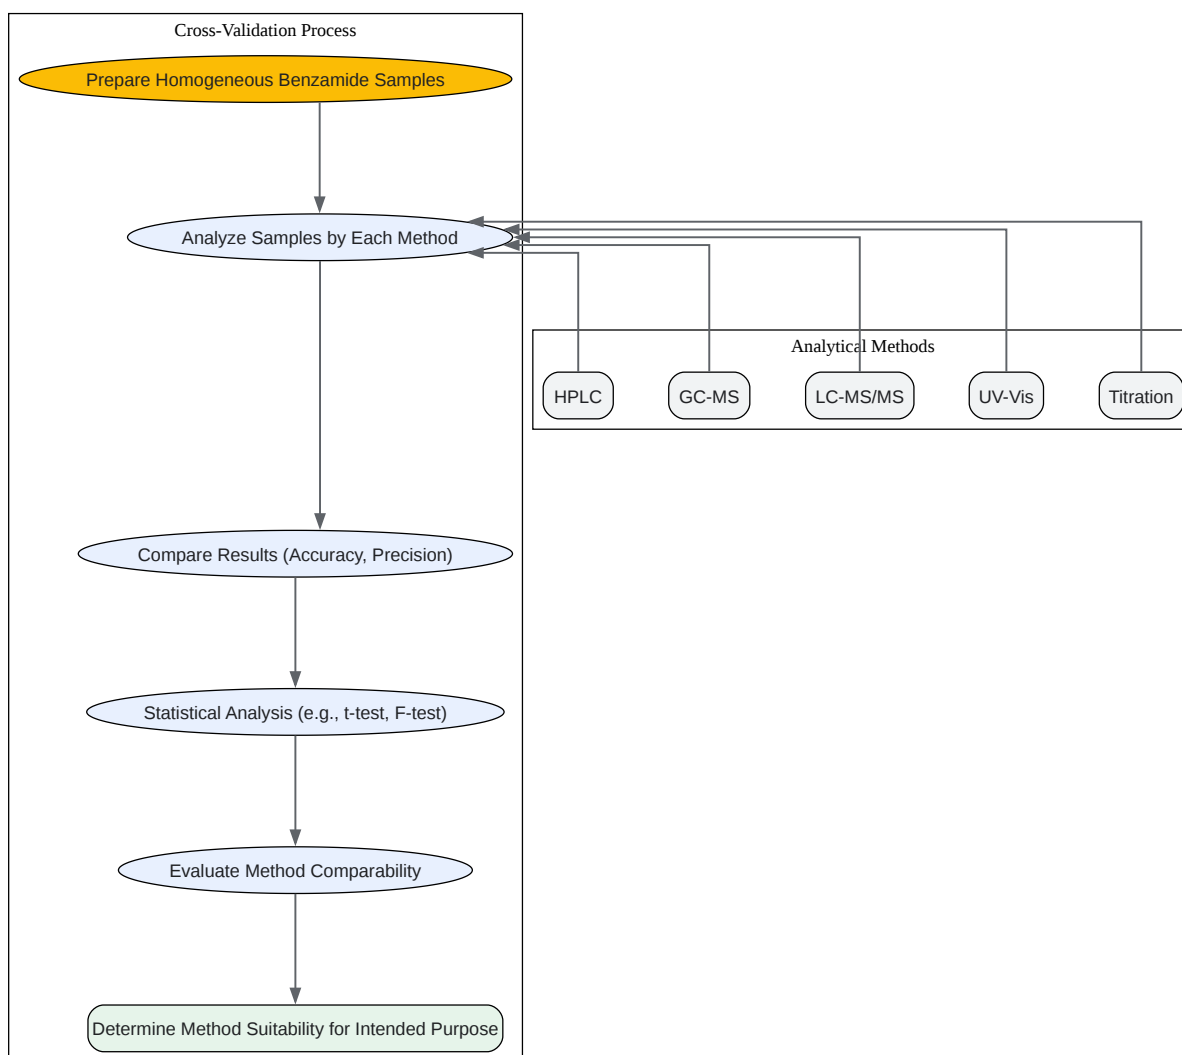 Cross-Validation Process
Prepare Homogeneous Benzamide Samples
Analyze Samples by Each Method
Analytical Methods
HPLC
GC-MS
LC-MS/MS
UV-Vis
Titration
Compare Results (Accuracy, Precision)
Statistical Analysis (e.g., t-test, F-test)
Evaluate Method Comparability
Determine Method Suitability for Intended Purpose